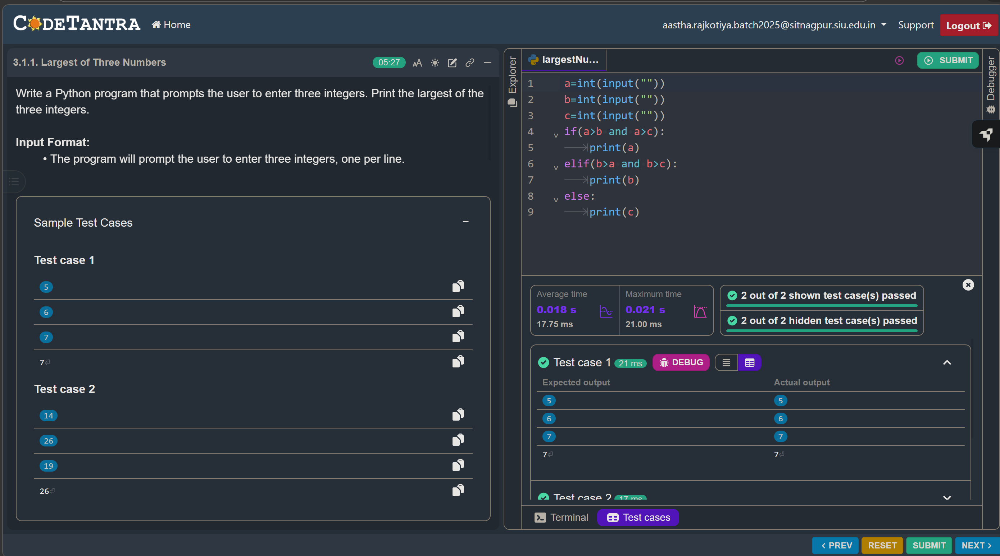 CODETANTRA
Home
aastha.rajkotiya.batch2025@sitnagpur.siu.edu.in
Support
Logout
3.1.1. Largest of Three Numbers
05:27
AA
Write a Python program that prompts the user to enter three integers. Print the largest of the
three integers.
Input Format:
• The program will prompt the user to enter three integers, one per line.
Sample Test Cases
−
Test case 1
5
6
7
7⏎
Test case 2
14
26
19
26⏎
Explorer
largestNu...
SUBMIT
Debugger
1 a=int(input(""))
2 b=int(input(""))
3 c=int(input(""))
4 if(a>b and a>c):
5 print(a)
6 elif(b>a and b>c):
7 print(b)
8 else:
9 print(c)
Average time
0.018 s
17.75 ms
Maximum time
0.021 s
21.00 ms
2 out of 2 shown test case(s) passed
2 out of 2 hidden test case(s) passed
Test case 1 21 ms DEBUG
Expected output Actual output
5 5
6 6
7 7
7⏎ 7⏎
Test case 2 17 ms
Terminal Test cases
< PREV RESET SUBMIT NEXT >